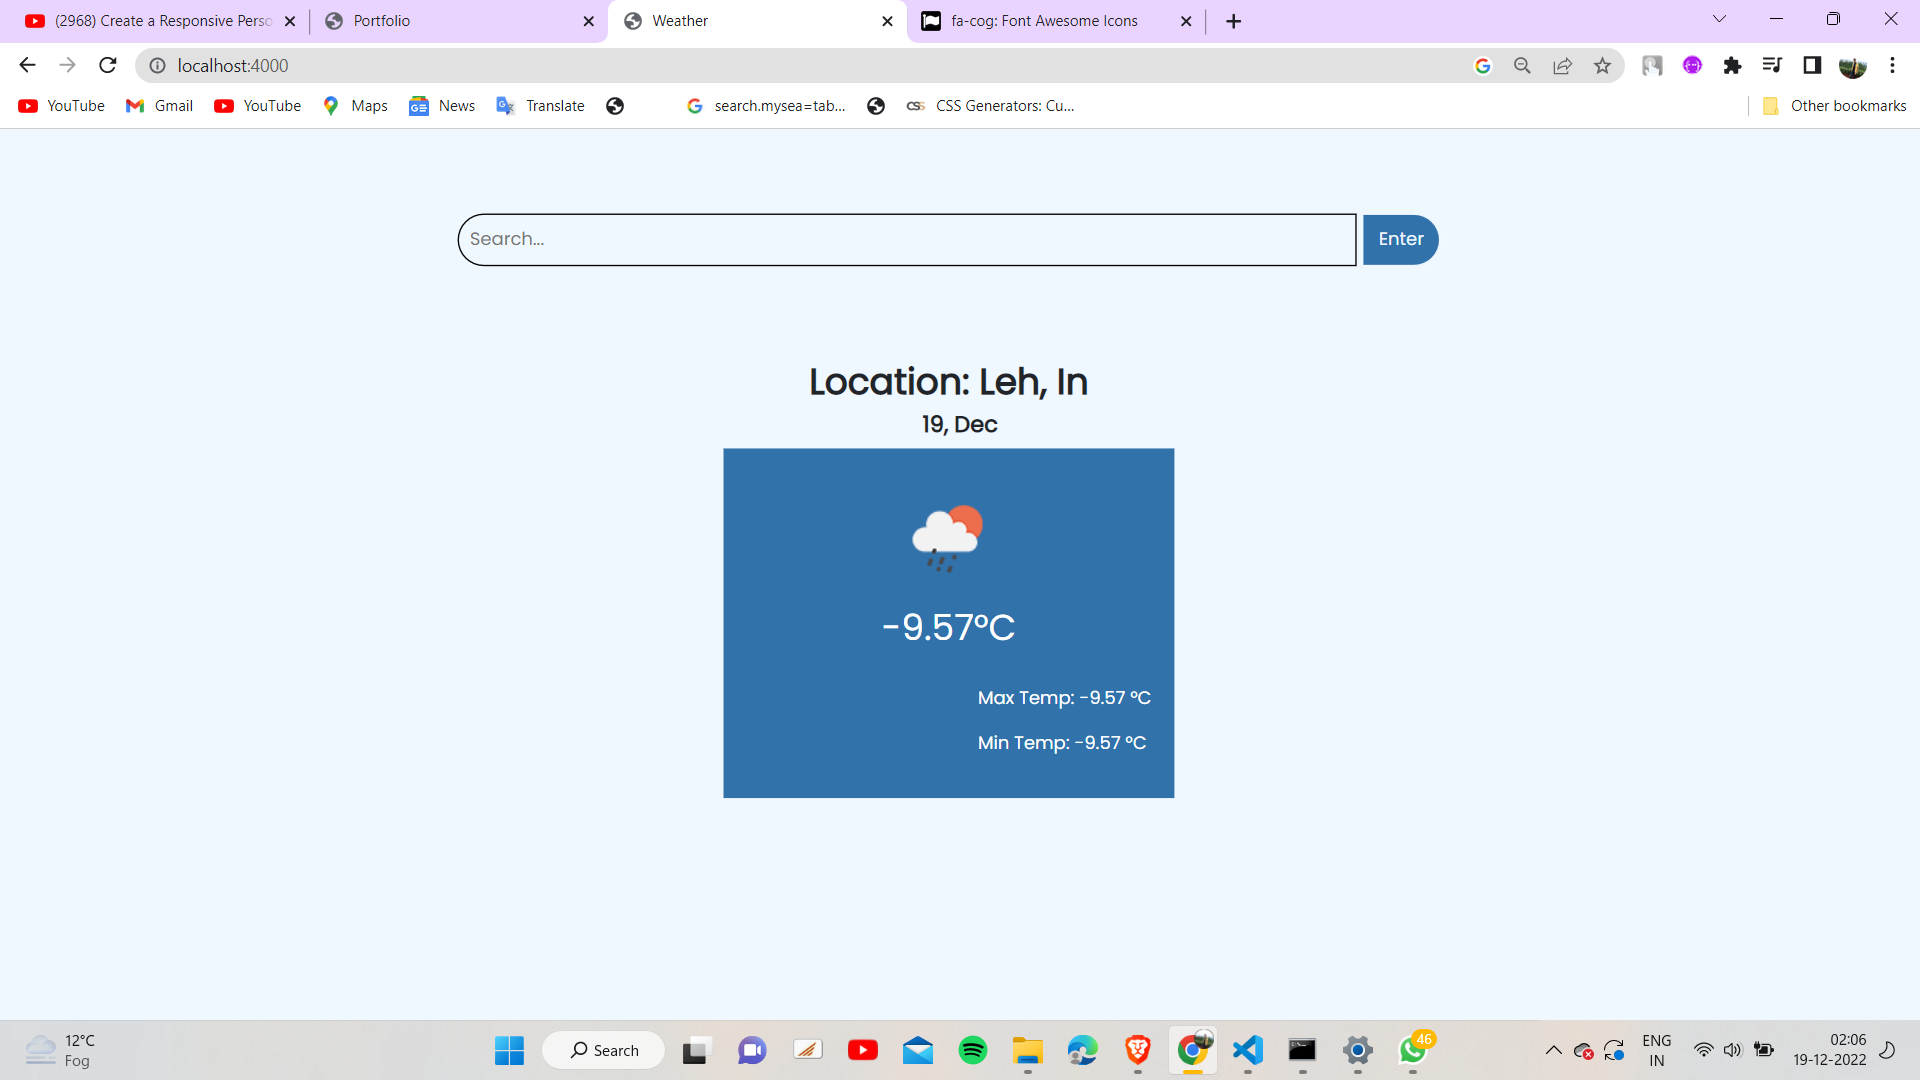 (2968) Create a Responsive Perso
Portfolio
Weather
fa-cog: Font Awesome Icons
localhost:4000
YouTube
Gmail
YouTube
Maps
News
Translate
search.mysea=tab...
CSS Generators: Cu...
Other bookmarks
Search...
Enter
Location: Leh, In
19, Dec
-9.57°C
Max Temp: -9.57 °C
Min Temp: -9.57 °C
12°C
Fog
Search
46
ENG
IN
02:06
19-12-2022